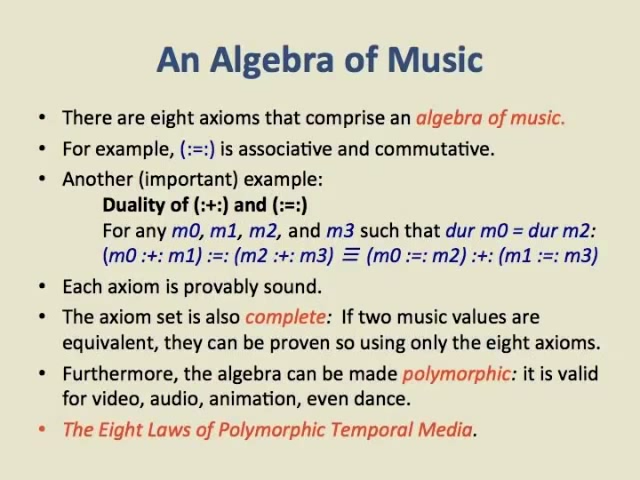 An Algebra of Music
• There are eight axioms that comprise an algebra of music.
• For example, (:=:) is associative and commutative.
• Another (important) example:
Duality of (:+:) and (:=:)
For any m0, m1, m2, and m3 such that dur m0 = dur m2:
(m0 :+: m1) :=: (m2 :+: m3) ≡ (m0 :=: m2) :+: (m1 :=: m3)
• Each axiom is provably sound.
• The axiom set is also complete: If two music values are
equivalent, they can be proven so using only the eight axioms.
• Furthermore, the algebra can be made polymorphic: it is valid
for video, audio, animation, even dance.
• The Eight Laws of Polymorphic Temporal Media.